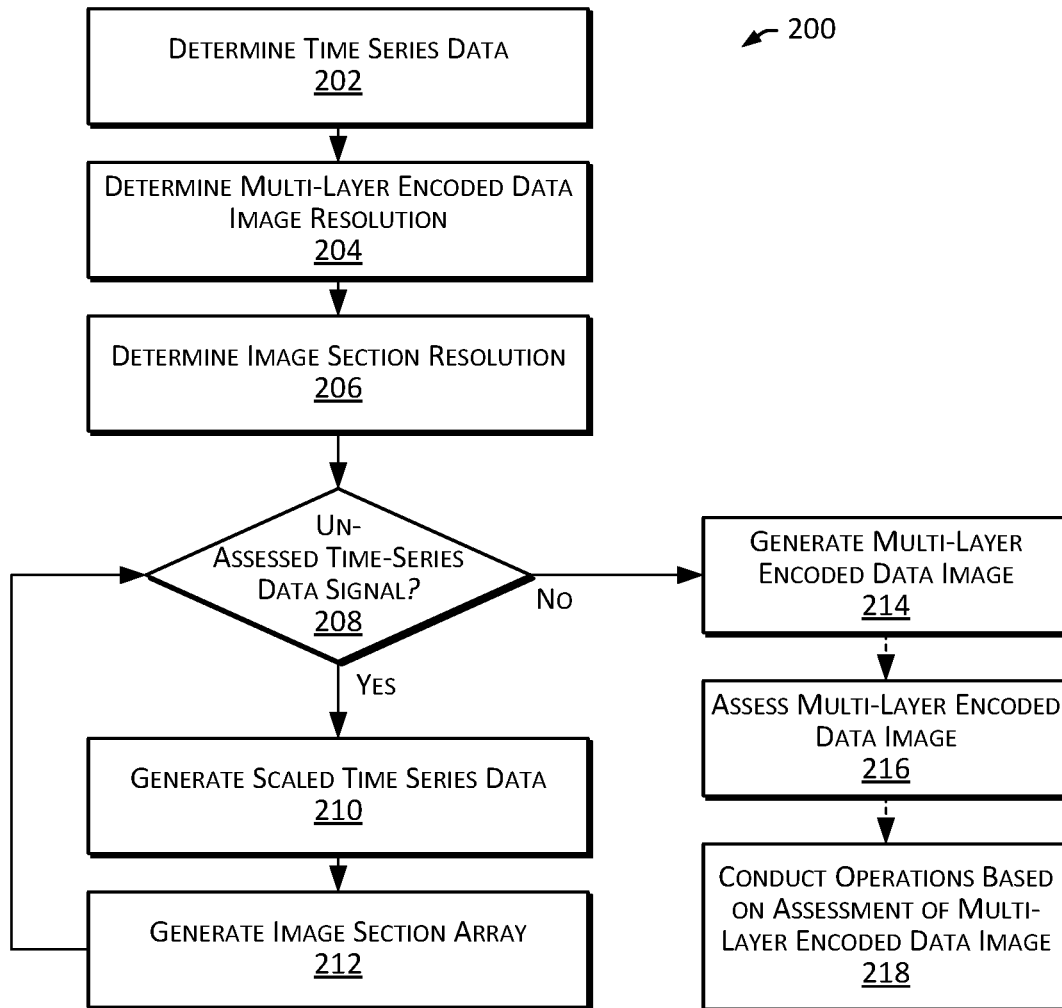 200
DETERMINE TIME SERIES DATA
202
DETERMINE MULTI-LAYER ENCODED DATA
IMAGE RESOLUTION
204
DETERMINE IMAGE SECTION RESOLUTION
206
UN-
ASSESSED TIME-SERIES
DATA SIGNAL?
208
NO
YES
GENERATE SCALED TIME SERIES DATA
210
GENERATE IMAGE SECTION ARRAY
212
GENERATE MULTI-LAYER
ENCODED DATA IMAGE
214
ASSESS MULTI-LAYER ENCODED
DATA IMAGE
216
CONDUCT OPERATIONS BASED
ON ASSESSMENT OF MULTI-
LAYER ENCODED DATA IMAGE
218